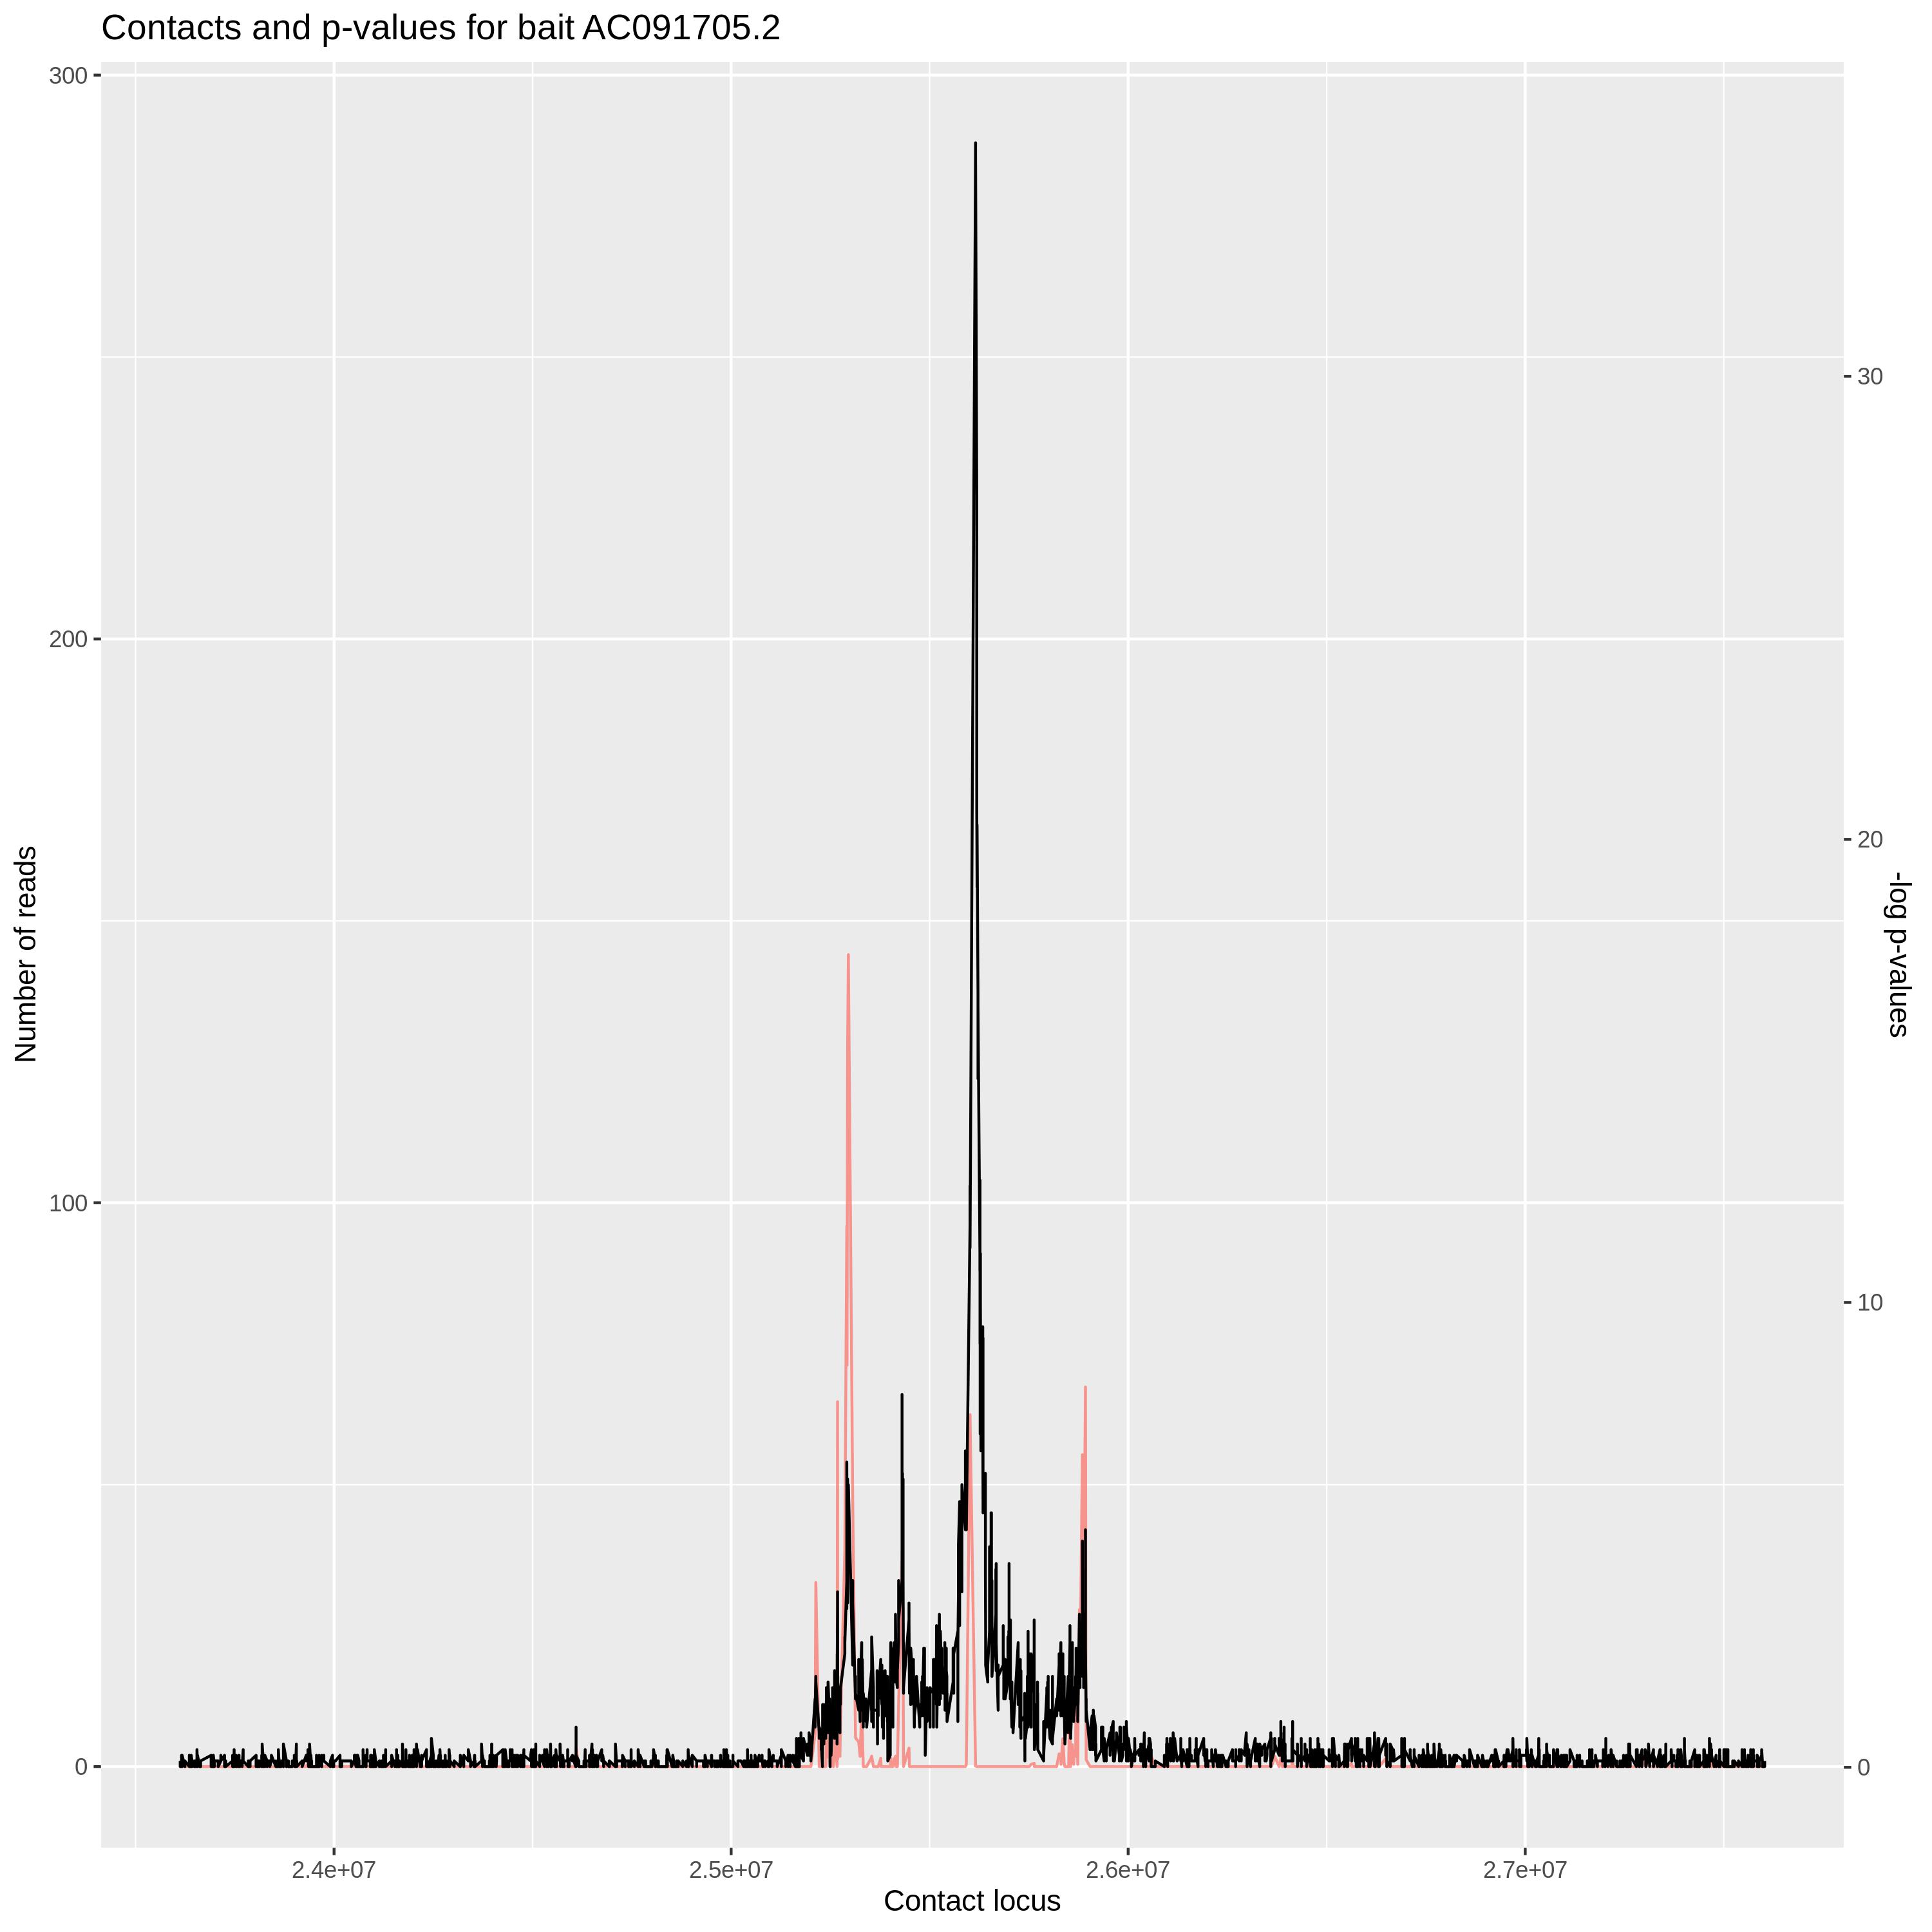 Contacts and p-values for bait AC091705.2
300
200
100
0
Number of reads
30
20
10
0
-log p-values
2.4e+07
2.5e+07
2.6e+07
2.7e+07
Contact locus